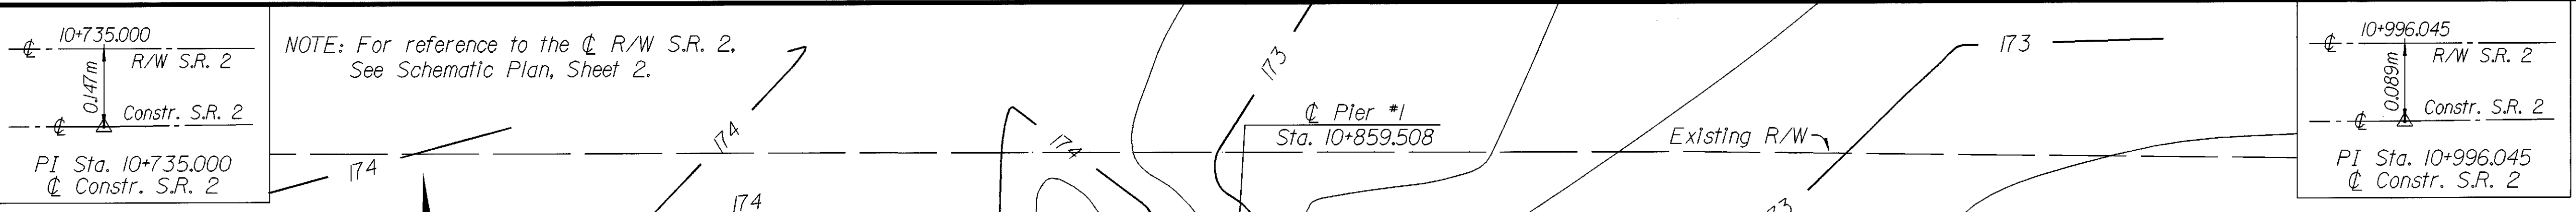 10+735.000
℄
R/W S.R. 2
0.147m
Constr. S.R. 2
℄
PI Sta. 10+735.000
℄ Constr. S.R. 2
NOTE: For reference to the ℄ R/W S.R. 2,
See Schematic Plan, Sheet 2.
174
174
174
174
173
℄ Pier #1
Sta. 10+859.508
Existing R/W
173
10+996.045
℄
R/W S.R. 2
0.089m
Constr. S.R. 2
℄
PI Sta. 10+996.045
℄ Constr. S.R. 2